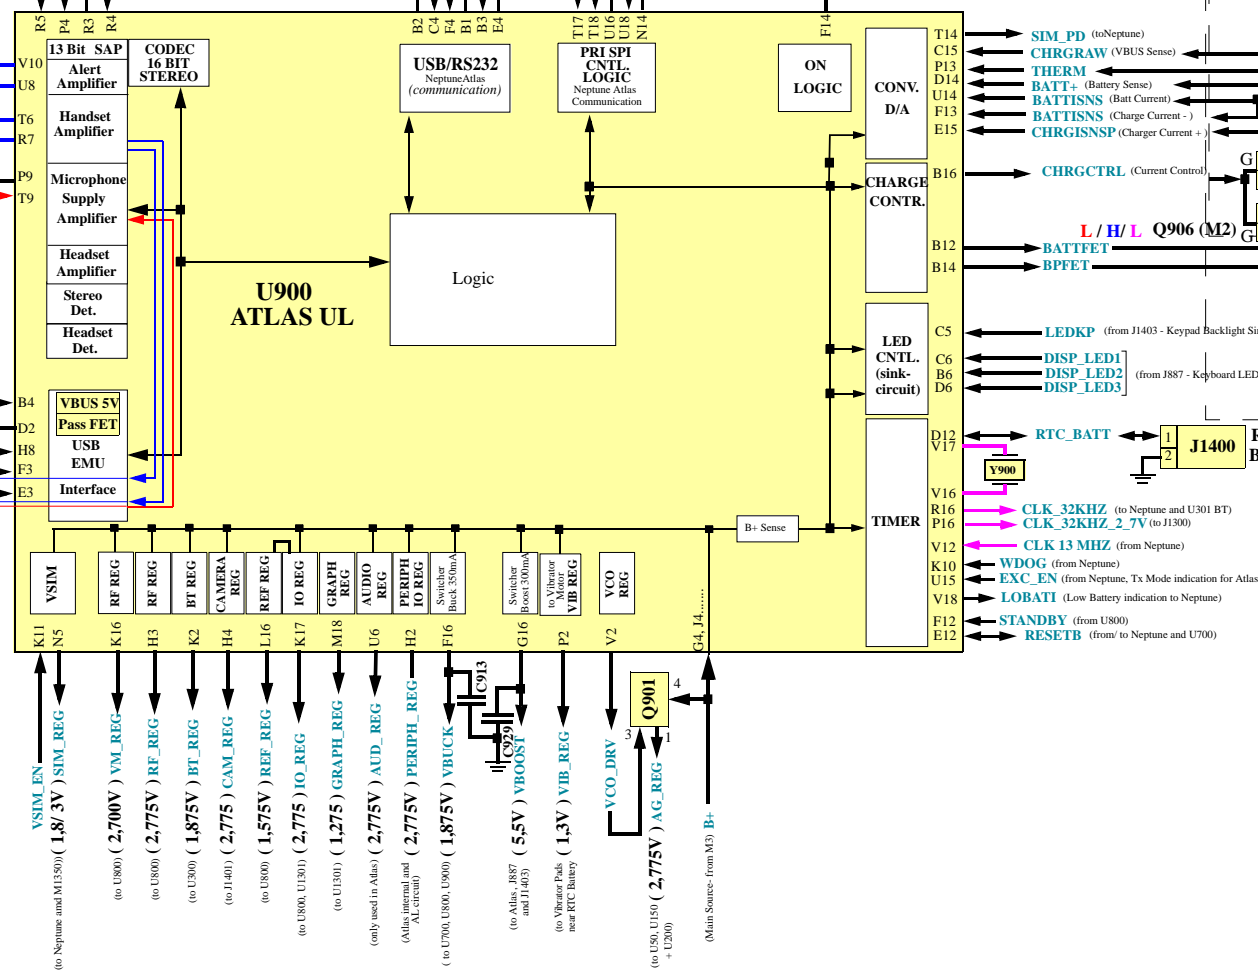 R5
P4
R3
R4
B2
C4
F4
B1
B3
E4
T17
T18
U16
U18
N14
F14
13 Bit SAP
Alert
Amplifier
Handset
Amplifier
Microphone
Supply
Amplifier
Headset
Amplifier
Stereo
Det.
Headset
Det.
CODEC
16 BIT
STEREO
USB/RS232
NeptuneAtlas
(communication)
PRI SPI
CNTL.
LOGIC
Neptune Atlas
Communication
ON
LOGIC
CONV.
D/A
CHARGE
CONTR.
LED
CNTL.
(sink-
circuit)
TIMER
Logic
U900
ATLAS UL
V10
U8
T6
R7
P9
T9
B4
D2
H8
F3
E3
VBUS 5V
Pass FET
USB
EMU
Interface
B+ Sense
T14 SIM_PD (toNeptune)
C15 CHRGRAW (VBUS Sense)
P13 THERM
D14 BATT+ (Battery Sense)
U14 BATTISNS (Batt Current)
F13 BATTISNS (Charge Current - )
E15 CHRGISNSP (Charger Current + )
B16 CHRGCTRL (Current Control)
G
G
L / H/ L Q906 (M2)
B12 BATTFET
B14 BPFET
C5 LEDKP (from J1403 - Keypad Backlight Si
C6 DISP_LED1
B6 DISP_LED2 (from J887 - Keyboard LED
D6 DISP_LED3
D12 RTC_BATT
1
2
J1400
V17
Y900
V16
R16 CLK_32KHZ (to Neptune and U301 BT)
P16 CLK_32KHZ_2_7V (to J1300)
V12 CLK 13 MHZ (from Neptune)
K10 WDOG (from Neptune)
U15 EXC_EN (from Neptune, Tx Mode indication for Atlas
V18 LOBATI (Low Battery indication to Neptune)
F12 STANDBY (from U800)
E12 RESETB (from/ to Neptune and U700)
VSIM
RF REG
RF REG
BT REG
CAMERA
REG
REF REG
IO REG
GRAPH
REG
AUDIO
REG
PERIPH
IO REG
Switcher
Buck 350mA
Switcher
Boost 300mA
to Vibrator
Motor
VIB REG
VCO
REG
K11
N5
K16
H3
K2
H4
L16
K17
M18
U6
H2
F16
G16
P2
V2
G4, J4.......
C913
C929
Q901
4
3
1
VSIM_EN
(to Neptune amd M1350)) ( 1,8/ 3V ) SIM_REG
(to U800) ( 2,700V ) VM_REG
(to U800) ( 2,775V ) RF_REG
(to U300) ( 1,875V ) BT_REG
(to J1401) ( 2,775 ) CAM_REG
(to U800) ( 1,575V ) REF_REG
(to U800, U1301) ( 2,775 ) IO_REG
(to U1301) ( 1,275 ) GRAPH_REG
(only used in Atlas) ( 2,775V ) AUD_ REG
(Atlas internal and
AL circuit) ( 2,775V ) PERIPH_ REG
( to U700, U800, U900) ( 1,875V ) VBUCK
(to Atlas , J887
and J1403) ( 5,5V ) VBOOST
(to Vibrator Pads
near RTC Battery ( 1,3V ) VIB_REG
VCO_DRV
(to U50, U150
+ U200) ( 2,775V ) AG_REG
(Main Source- from M3) B+